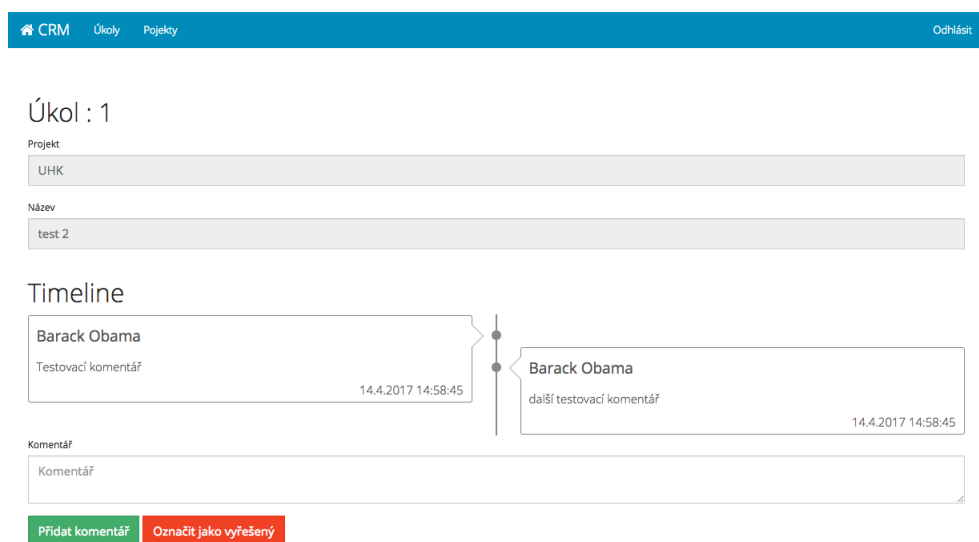 CRM Úkoly Pojekty Odhlásit
Úkol : 1
Projekt
UHK
Název
test 2
Timeline
Barack Obama
Testovací komentář
14.4.2017 14:58:45
Barack Obama
další testovací komentář
14.4.2017 14:58:45
Komentář
Komentář
Přidat komentář Označit jako vyřešený